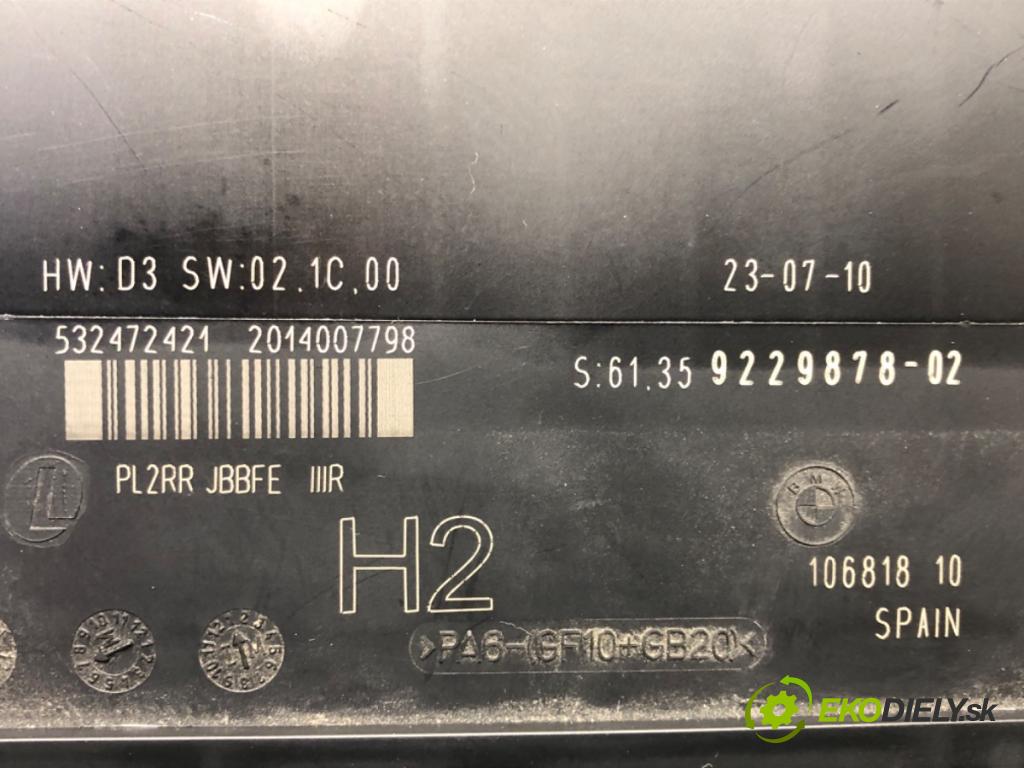 HW: D3 SW:02.1C.00
23-07-10
532472421 2014007798
S:61.35 9229878-02
PL2RR JBBFE IIIR
BMW
H2
106818 10
SPAIN
>PA6-(GF10+GB20)<
EKODIELY.sk